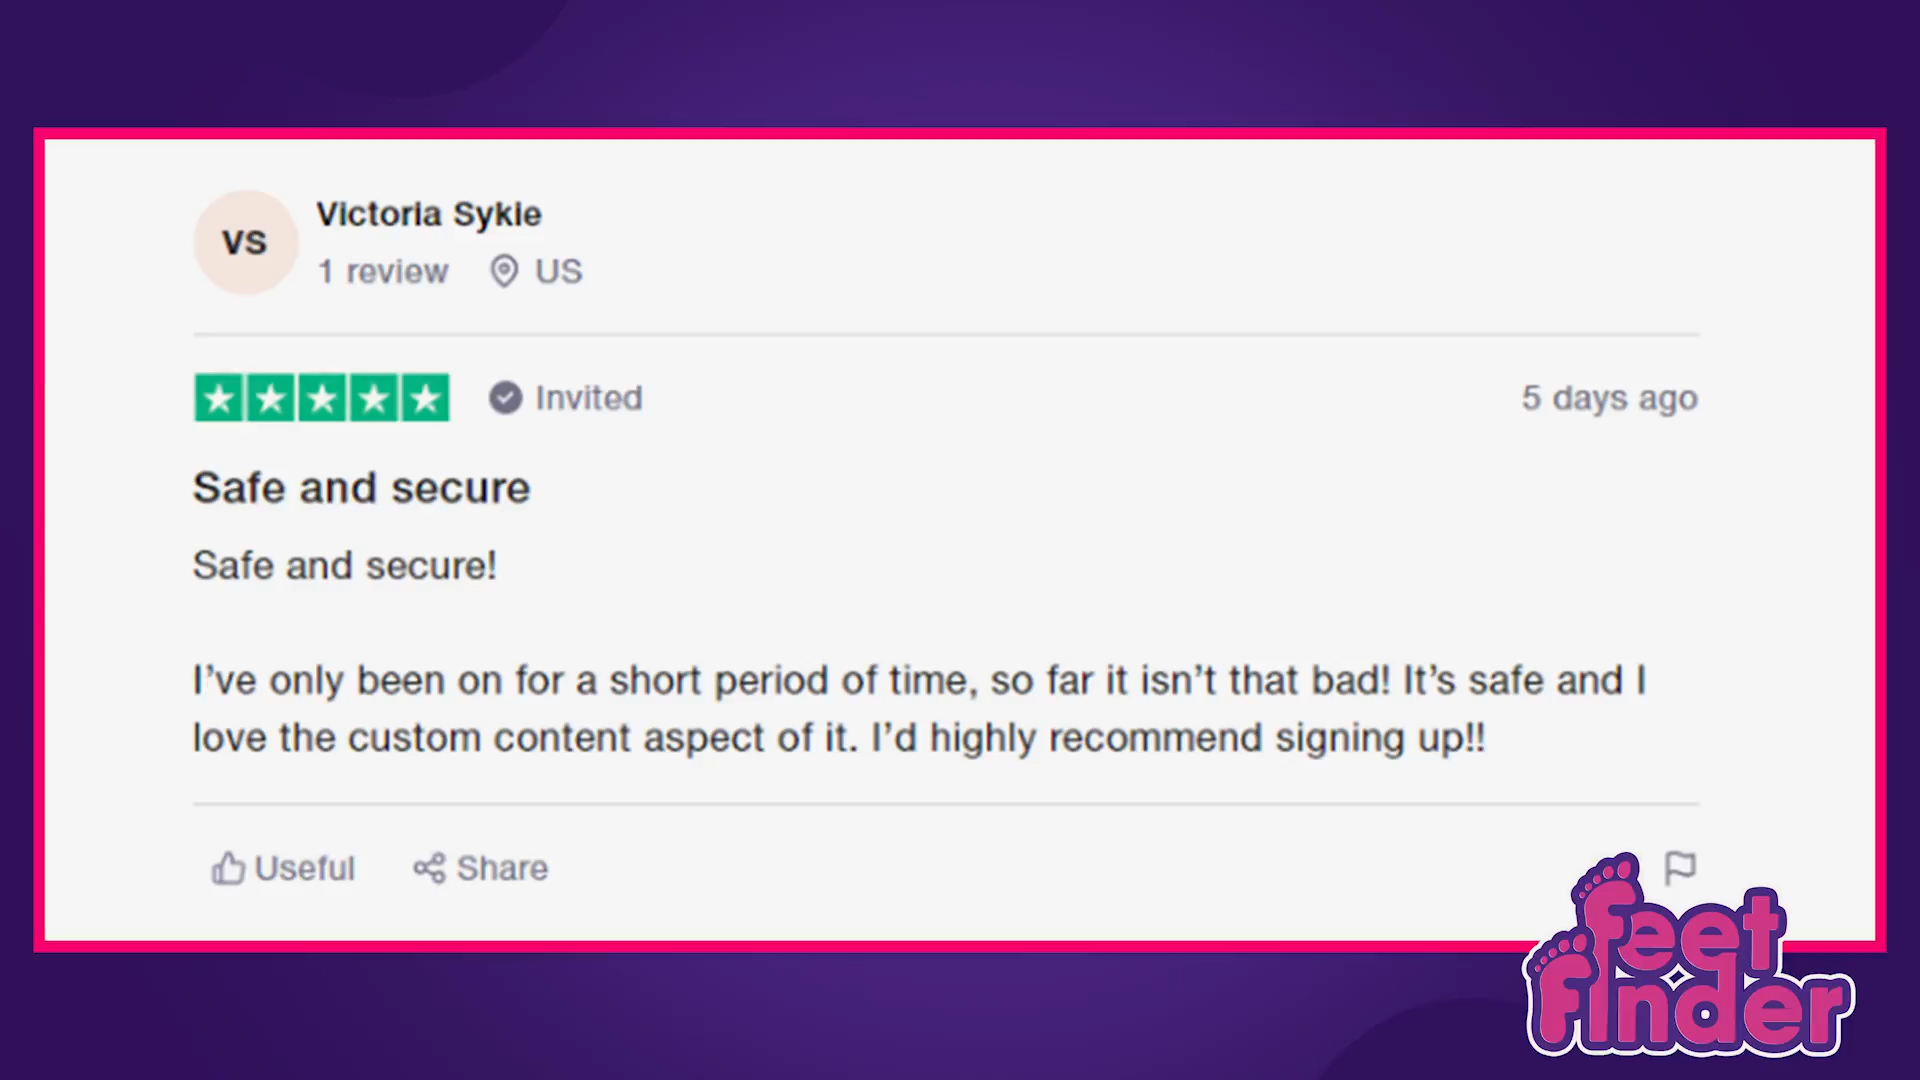 VS
Victoria Sykie
1 review US
Invited
5 days ago
Safe and secure
Safe and secure!
I’ve only been on for a short period of time, so far it isn’t that bad! It’s safe and I
love the custom content aspect of it. I’d highly recommend signing up!!
Useful
Share
feet
finder